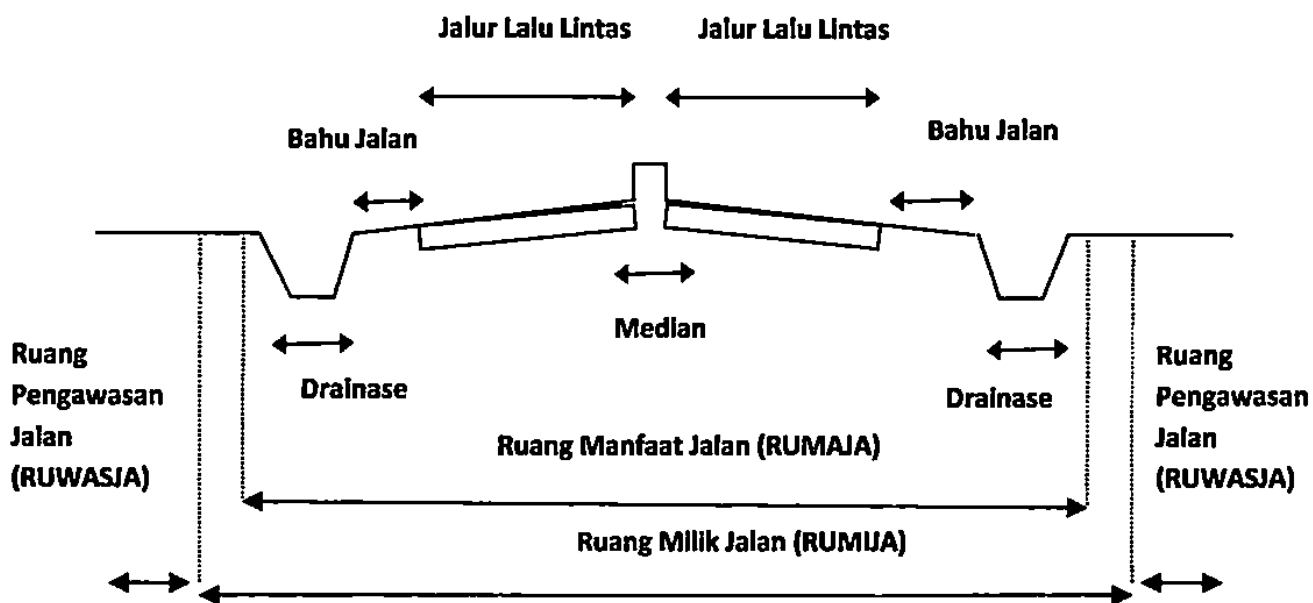 Jalur Lalu Lintas
Jalur Lalu Lintas
Bahu Jalan
Bahu Jalan
Median
Ruang
Pengawasan
Jalan
(RUWASJA)
Drainase
Drainase
Ruang
Pengawasan
Jalan
(RUWASJA)
Ruang Manfaat Jalan (RUMAJA)
Ruang Milik Jalan (RUMIJA)